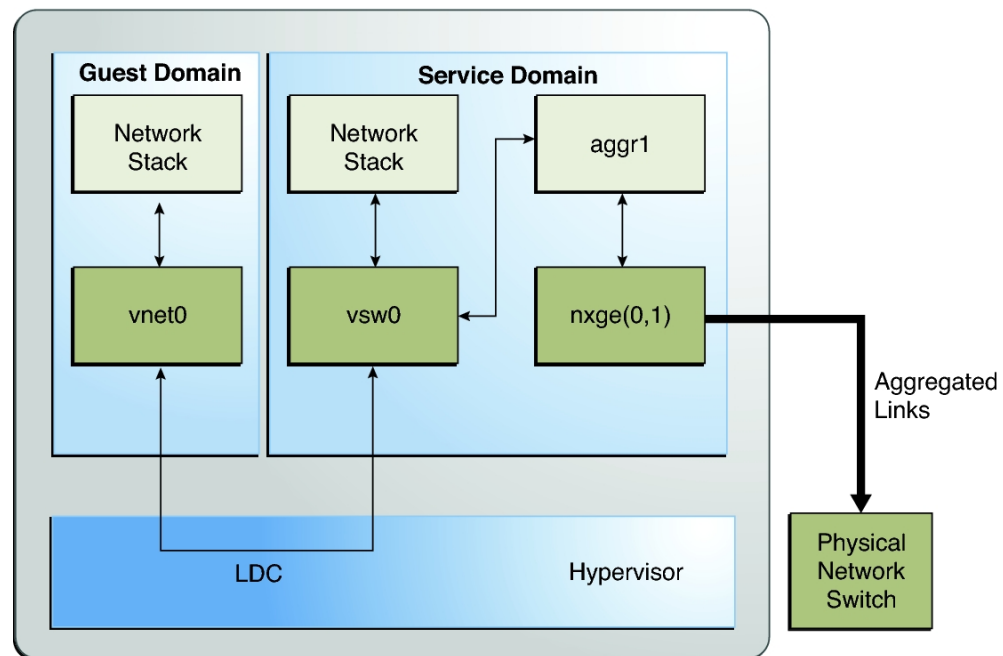 Guest Domain
Network
Stack
vnet0
Service Domain
Network
Stack
aggr1
vsw0
nxge(0,1)
Aggregated
Links
LDC
Hypervisor
Physical
Network
Switch